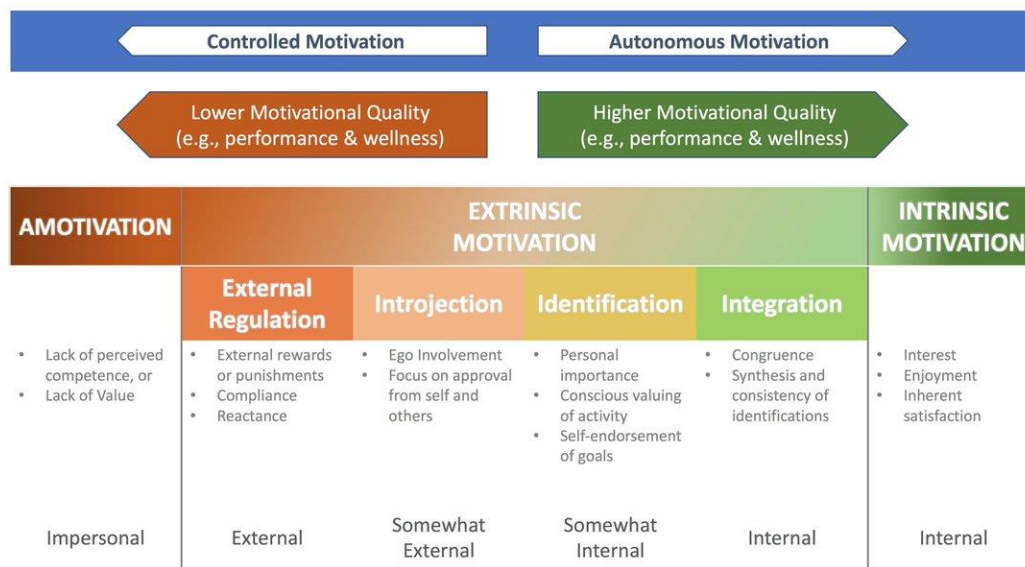 Controlled Motivation
Autonomous Motivation
Lower Motivational Quality
(e.g., performance & wellness)
Higher Motivational Quality
(e.g., performance & wellness)
AMOTIVATION
EXTRINSIC
MOTIVATION
INTRINSIC
MOTIVATION
External
Regulation
Introjection
Identification
Integration
• Lack of perceived
competence, or
• Lack of Value
• External rewards
or punishments
• Compliance
• Reactance
• Ego Involvement
• Focus on approval
from self and
others
• Personal
importance
• Conscious valuing
of activity
• Self-endorsement
of goals
• Congruence
• Synthesis and
consistency of
identifications
• Interest
• Enjoyment
• Inherent
satisfaction
Impersonal
External
Somewhat
External
Somewhat
Internal
Internal
Internal